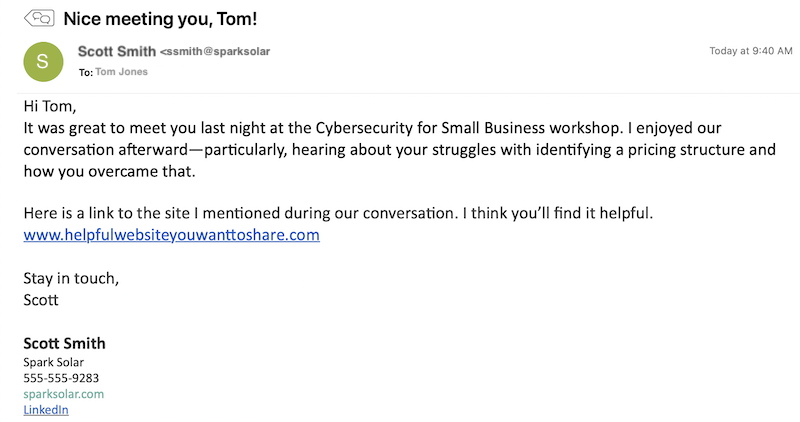 Nice meeting you, Tom!
Scott Smith <ssmith@sparksolar
Today at 9:40 AM
S
To: Tom Jones
Hi Tom,
It was great to meet you last night at the Cybersecurity for Small Business workshop. I enjoyed our
conversation afterward—particularly, hearing about your struggles with identifying a pricing structure and
how you overcame that.
Here is a link to the site I mentioned during our conversation. I think you’ll find it helpful.
www.helpfulwebsiteyouwanttoshare.com
Stay in touch,
Scott
Scott Smith
Spark Solar
555-555-9283
sparksolar.com
LinkedIn